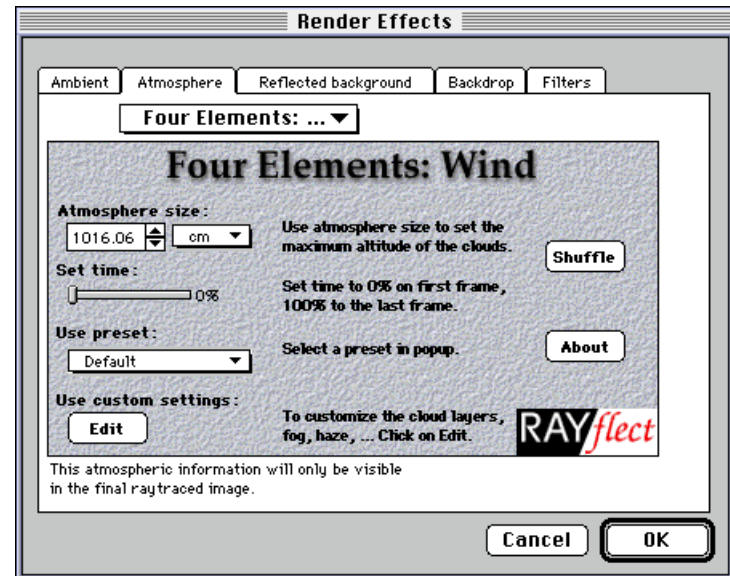 Render Effects
Ambient
Atmosphere
Reflected background
Backdrop
Filters
Four Elements: ...
Four Elements: Wind
Atmosphere size:
1016.06
cm
Use atmosphere size to set the
maximum altitude of the clouds.
Shuffle
Set time:
0%
Set time to 0% on first frame,
100% to the last frame.
Use preset:
Default
Select a preset in popup.
About
Use custom settings:
Edit
To customize the cloud layers,
fog, haze, ... Click on Edit.
RAYflect
This atmospheric information will only be visible
in the final raytraced image.
Cancel
OK